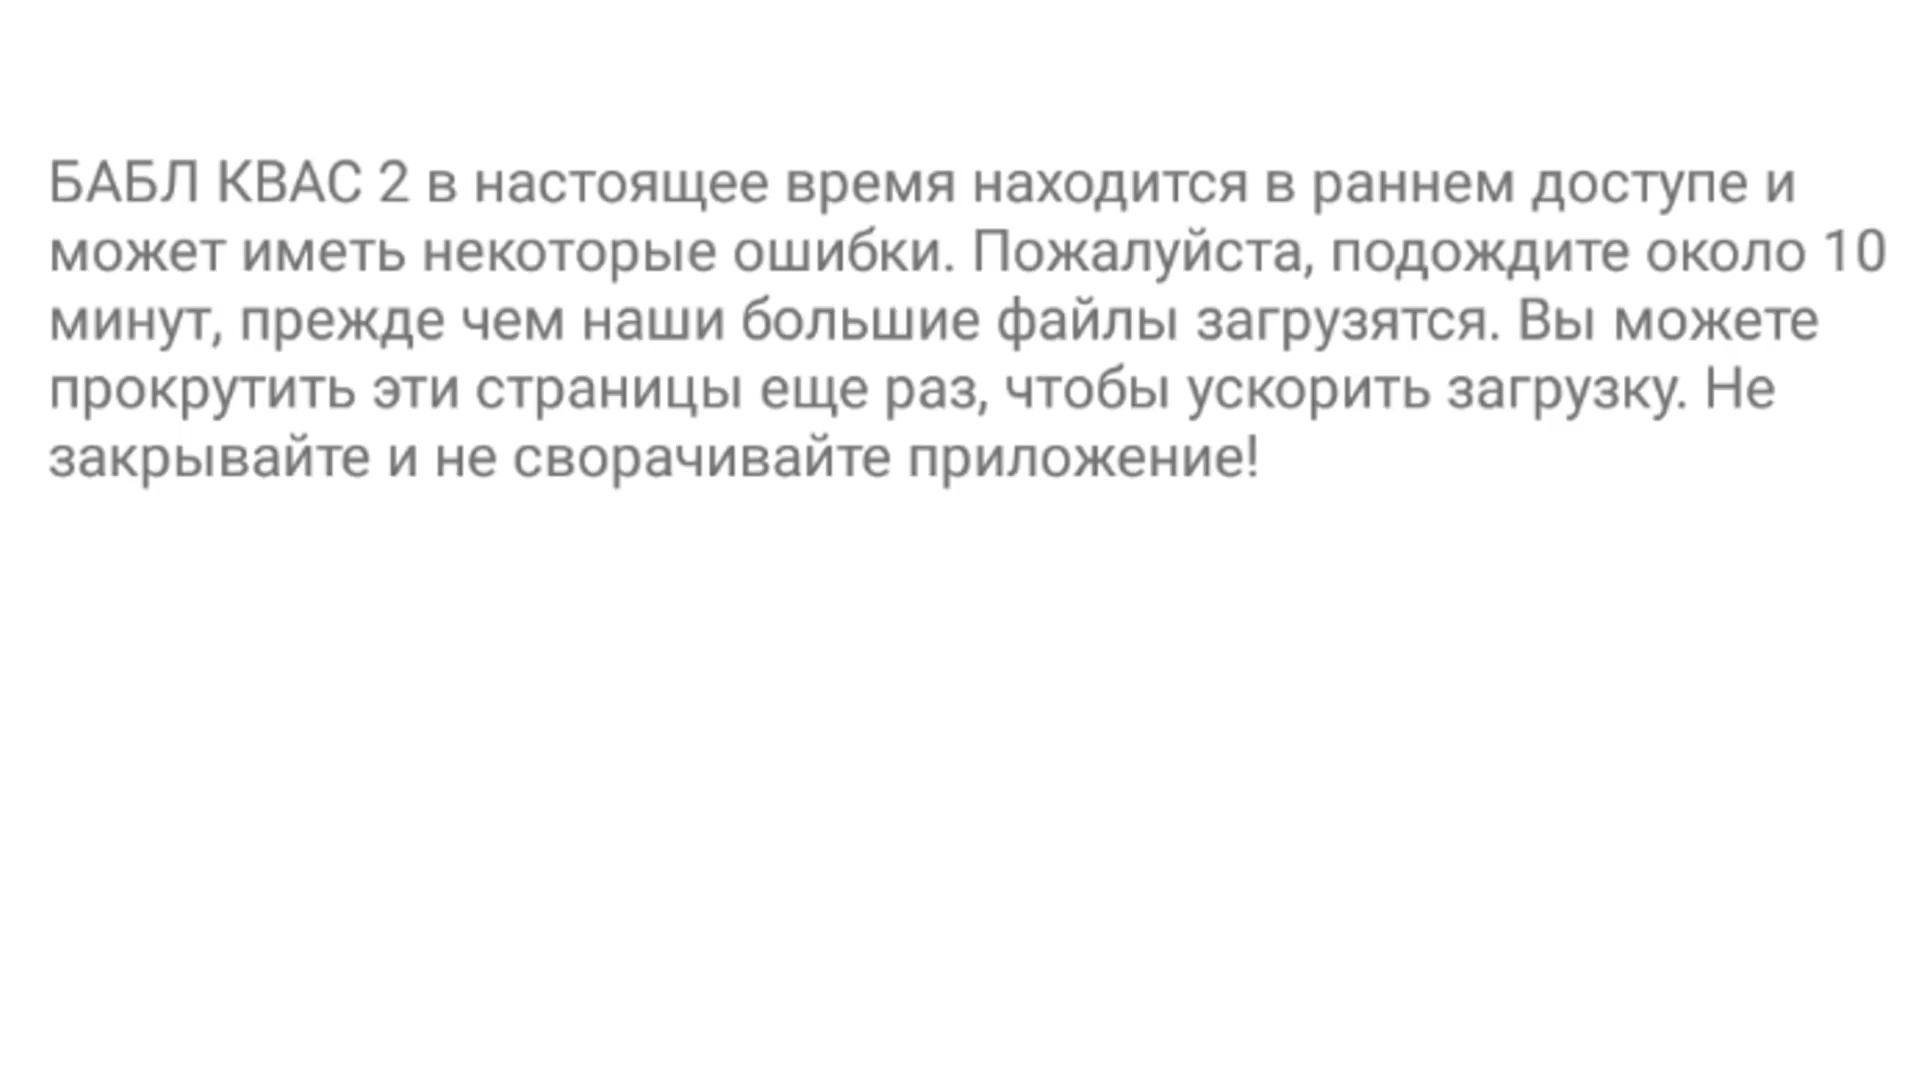 БАБЛ КВАС 2 в настоящее время находится в раннем доступе и
может иметь некоторые ошибки. Пожалуйста, подождите около 10
минут, прежде чем наши большие файлы загрузятся. Вы можете
прокрутить эти страницы еще раз, чтобы ускорить загрузку. Не
закрывайте и не сворачивайте приложение!